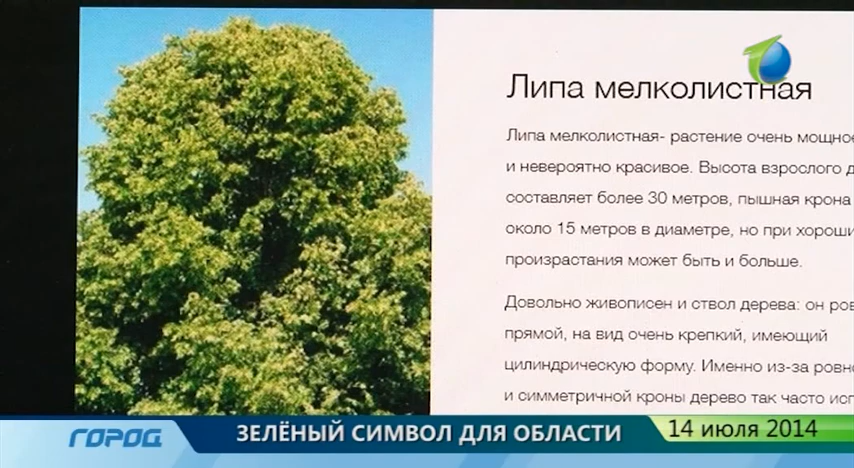 Липа мелколистная
Липа мелколистная- растение очень мощное
и невероятно красивое. Высота взрослого д
составляет более 30 метров, пышная крона
около 15 метров в диаметре, но при хороши
произрастания может быть и больше.
Довольно живописен и ствол дерева: он ров
прямой, на вид очень крепкий, имеющий
цилиндрическую форму. Именно из-за ровно
и симметричной кроны дерево так часто исп
ГОРОД
ЗЕЛЁНЫЙ СИМВОЛ ДЛЯ ОБЛАСТИ
14 июля 2014